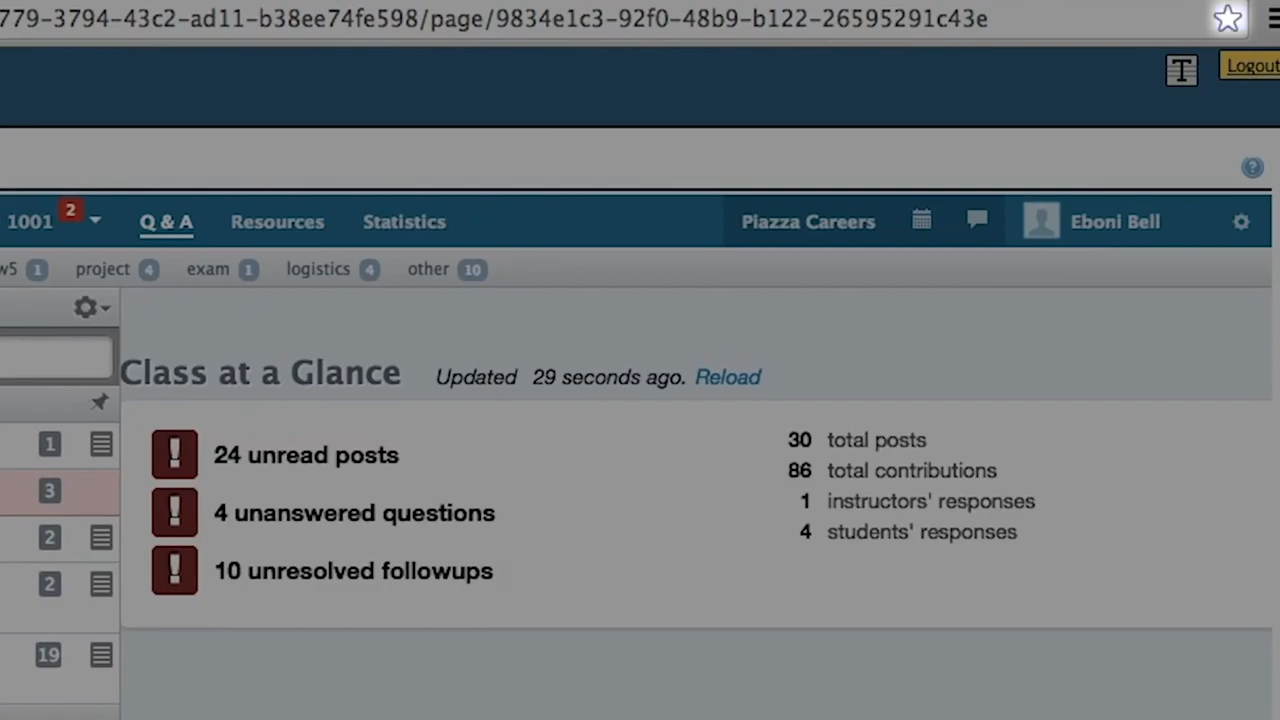 779-3794-43c2-ad11-b38ee74fe598/page/9834e1c3-92f0-48b9-b122-26595291c43e
T Logout
?
1001 2 Q & A Resources Statistics Piazza Careers Eboni Bell
w5 1 project 4 exam 1 logistics 4 other 10
Class at a Glance Updated 29 seconds ago. Reload
1
! 24 unread posts
3
! 4 unanswered questions
2
! 10 unresolved followups
2
19
30 total posts
86 total contributions
1 instructors' responses
4 students' responses